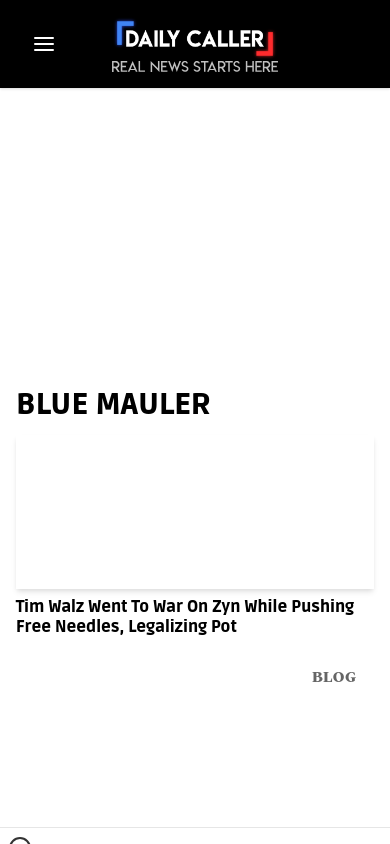 DAILY CALLER
REAL NEWS STARTS HERE
BLUE MAULER
Tim Walz Went To War On Zyn While Pushing
Free Needles, Legalizing Pot
BLOG